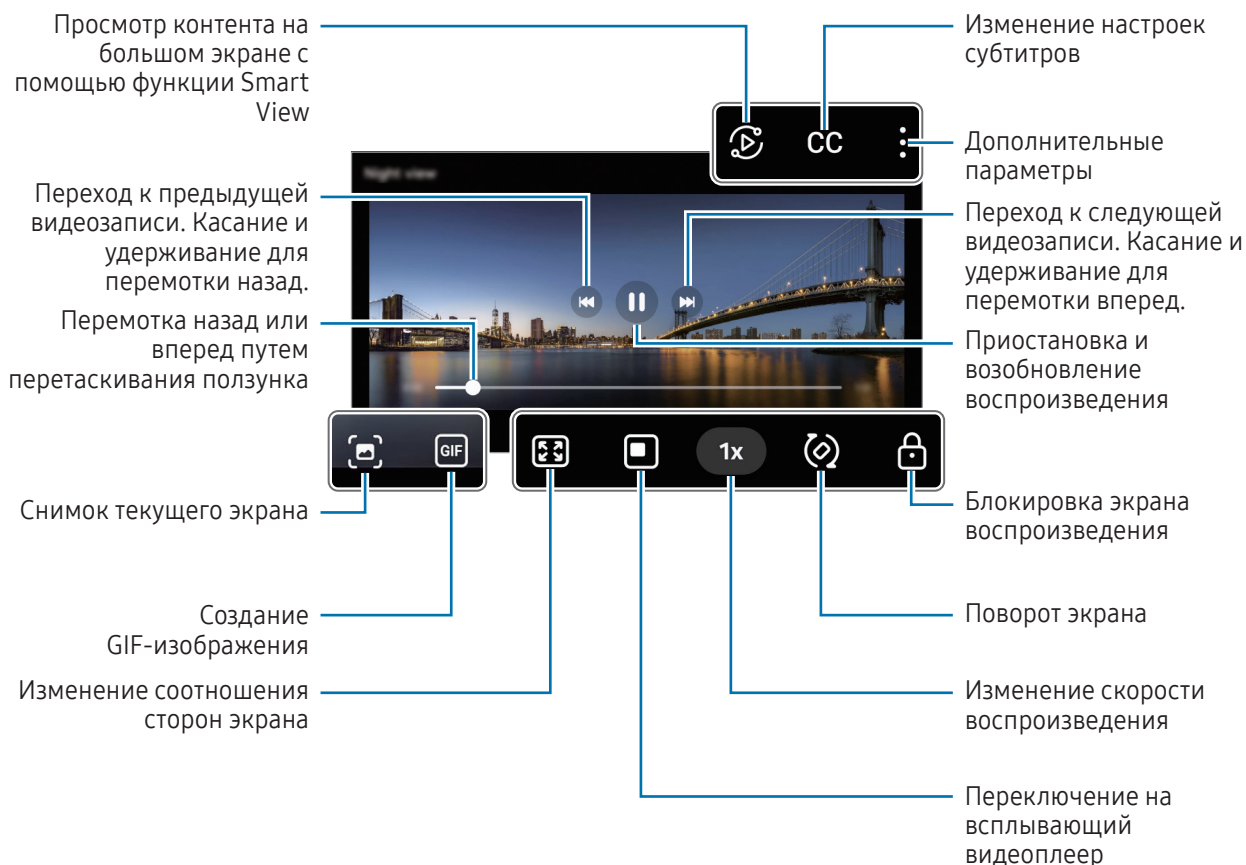 Просмотр контента на
большом экране с
помощью функции Smart
View
Изменение настроек
субтитров
CC
Дополнительные
параметры
Night view
Переход к предыдущей
видеозаписи. Касание и
удерживание для
перемотки назад.
Переход к следующей
видеозаписи. Касание и
удерживание для
перемотки вперед.
Перемотка назад или
вперед путем
перетаскивания ползунка
Приостановка и
возобновление
воспроизведения
GIF
1x
Снимок текущего экрана
Блокировка экрана
воспроизведения
Создание
GIF-изображения
Поворот экрана
Изменение соотношения
сторон экрана
Изменение скорости
воспроизведения
Переключение на
всплывающий
видеоплеер